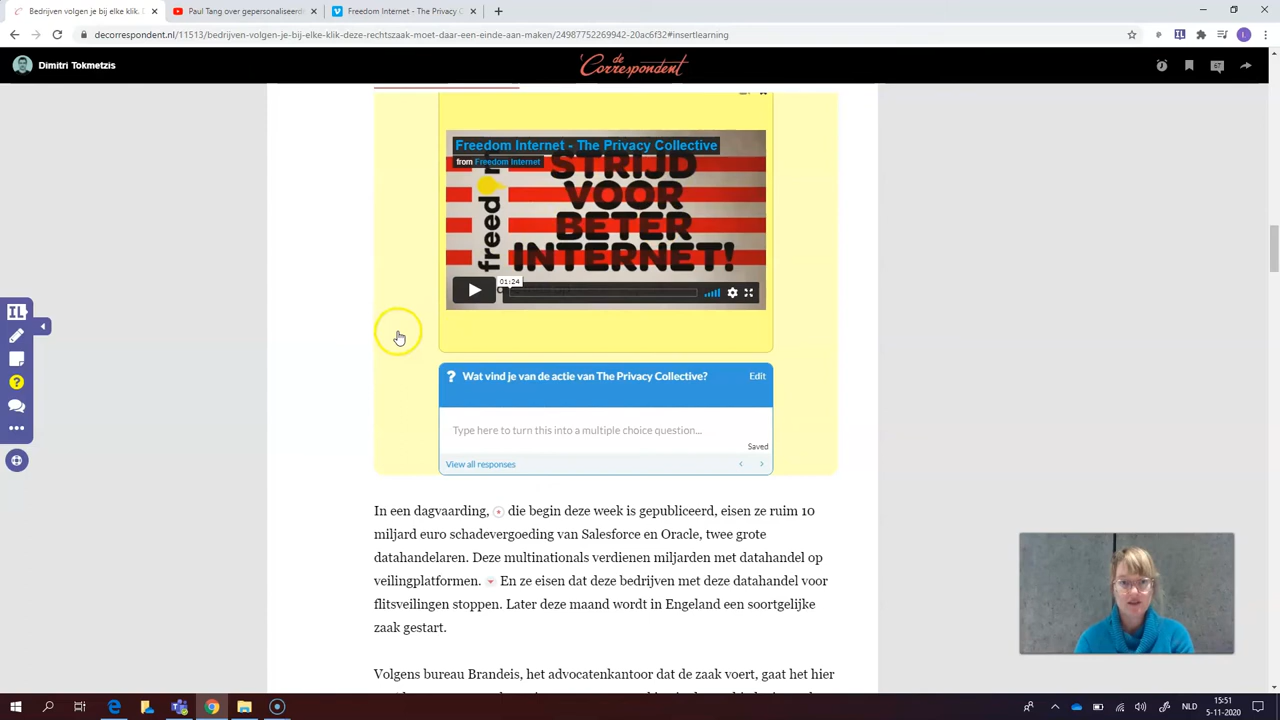 Bedrijven volgen je bij elke klik. D
Paul Tang over gepersonaliseerd
Freedom Internet - The Privacy C
decorrespondent.nl/11513/bedrijven-volgen-je-bij-elke-klik-deze-rechtszaak-moet-daar-een-einde-aan-maken/24987752269942-20ac6f32#insertlearning
Dimitri Tokmetzis
de Correspondent
67
Freedom Internet - The Privacy Collective
from Freedom Internet
STRIJD
VOOR
BETER
INTERNET!
01:24
Wat vind je van de actie van The Privacy Collective?
Edit
Type here to turn this into a multiple choice question...
Saved
View all responses
IL
In een dagvaarding, die begin deze week is gepubliceerd, eisen ze ruim 10
miljard euro schadevergoeding van Salesforce en Oracle, twee grote
datahandelaren. Deze multinationals verdienen miljarden met datahandel op
veilingplatformen. En ze eisen dat deze bedrijven met deze datahandel voor
flitsveilingen stoppen. Later deze maand wordt in Engeland een soortgelijke
zaak gestart.
Volgens bureau Brandeis, het advocatenkantoor dat de zaak voert, gaat het hier
NLD
15:51
5-11-2020